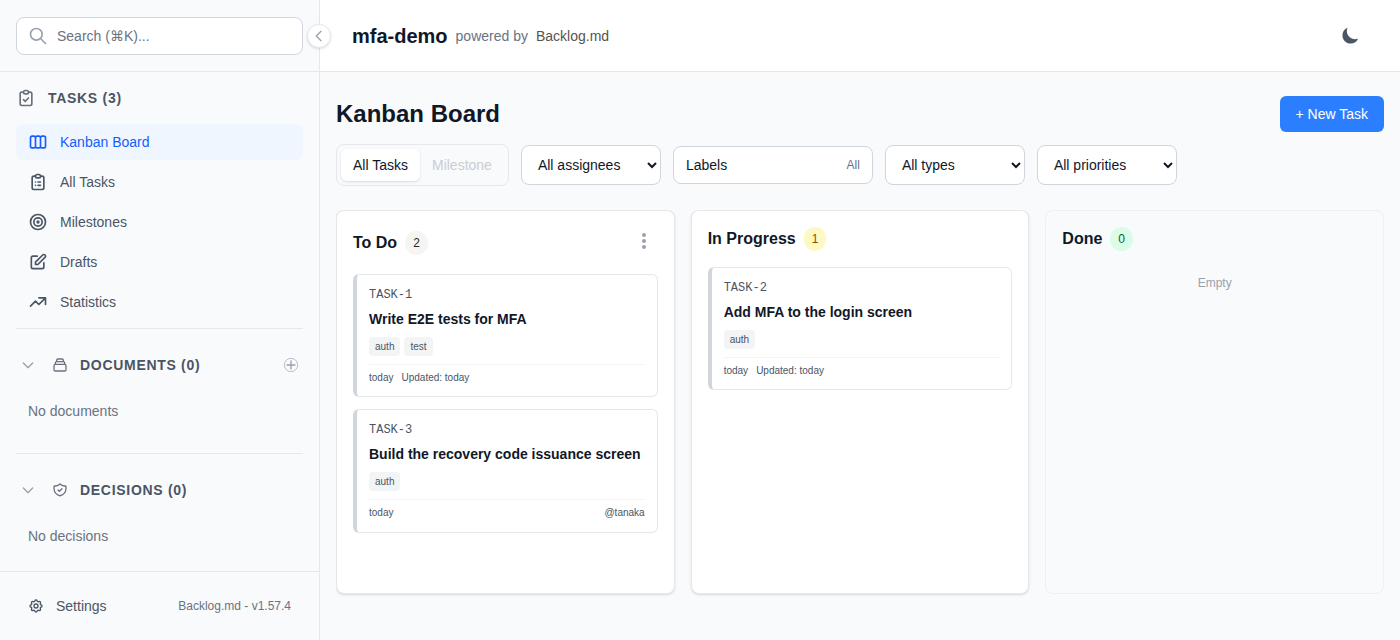 Search (⌘K)...
TASKS (3)
Kanban Board
All Tasks
Milestones
Drafts
Statistics
DOCUMENTS (0)
No documents
DECISIONS (0)
No decisions
Settings
Backlog.md - v1.57.4
mfa-demo powered by Backlog.md
Kanban Board
+ New Task
All Tasks Milestone All assignees Labels All All types All priorities
To Do 2
TASK-1
Write E2E tests for MFA
auth test
today Updated: today
TASK-3
Build the recovery code issuance screen
auth
today @tanaka
In Progress 1
TASK-2
Add MFA to the login screen
auth
today Updated: today
Done 0
Empty